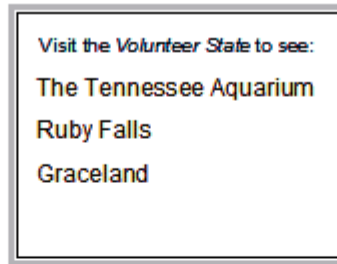 Visit the Volunteer State to see:
The Tennessee Aquarium
Ruby Falls
Graceland